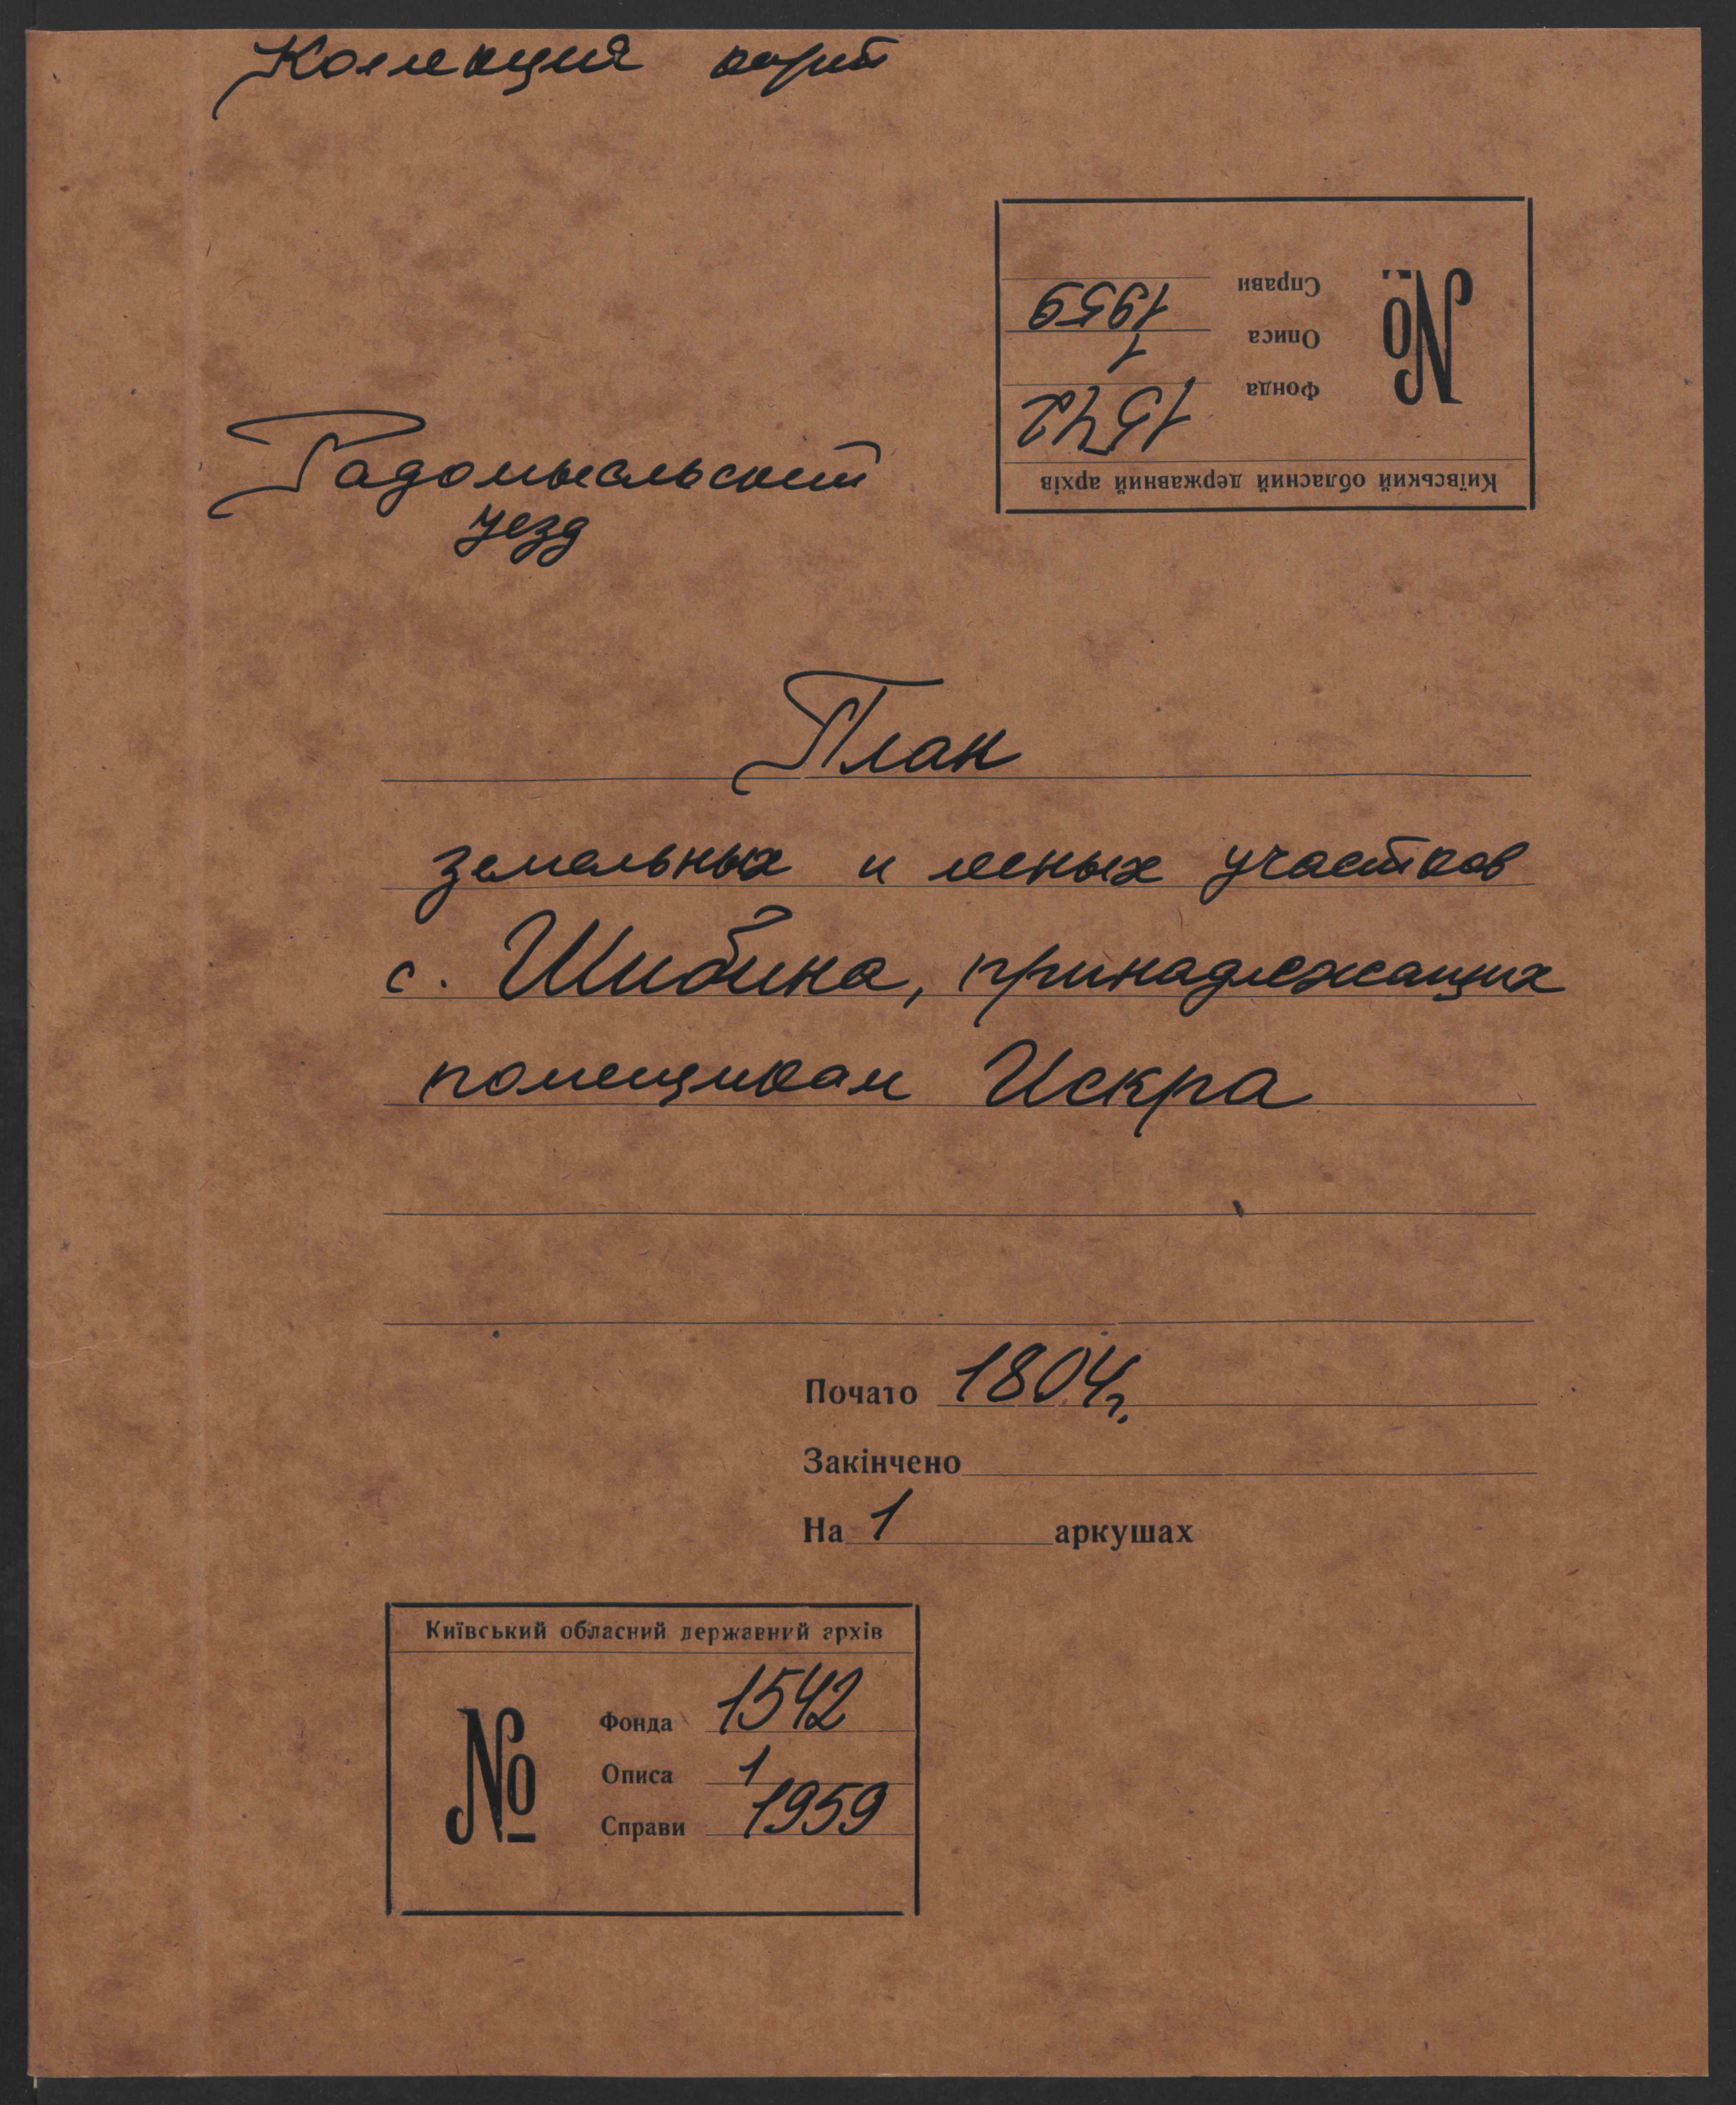 Коллекция карт
Київський обласний державний архів
№
Фонда 1542
Описа 1
Справи 1959
Радомысльский
уезд
План
земельных и лесных участков
с. Шибина, принадлежащих
помещикам Искра
Почато 1804 г.
Закінчено
На 1 аркушах
Київський обласний державний архів
№
Фонда 1542
Описа 1
Справи 1959